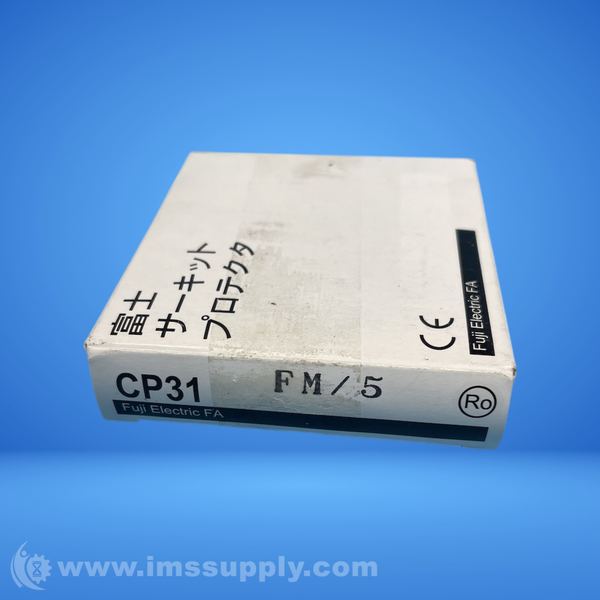 富士
サーキット
プロテクタ
CE
Fuji Electric FA
CP31
FM/5
Ro
Fuji Electric FA
www.imssupply.com